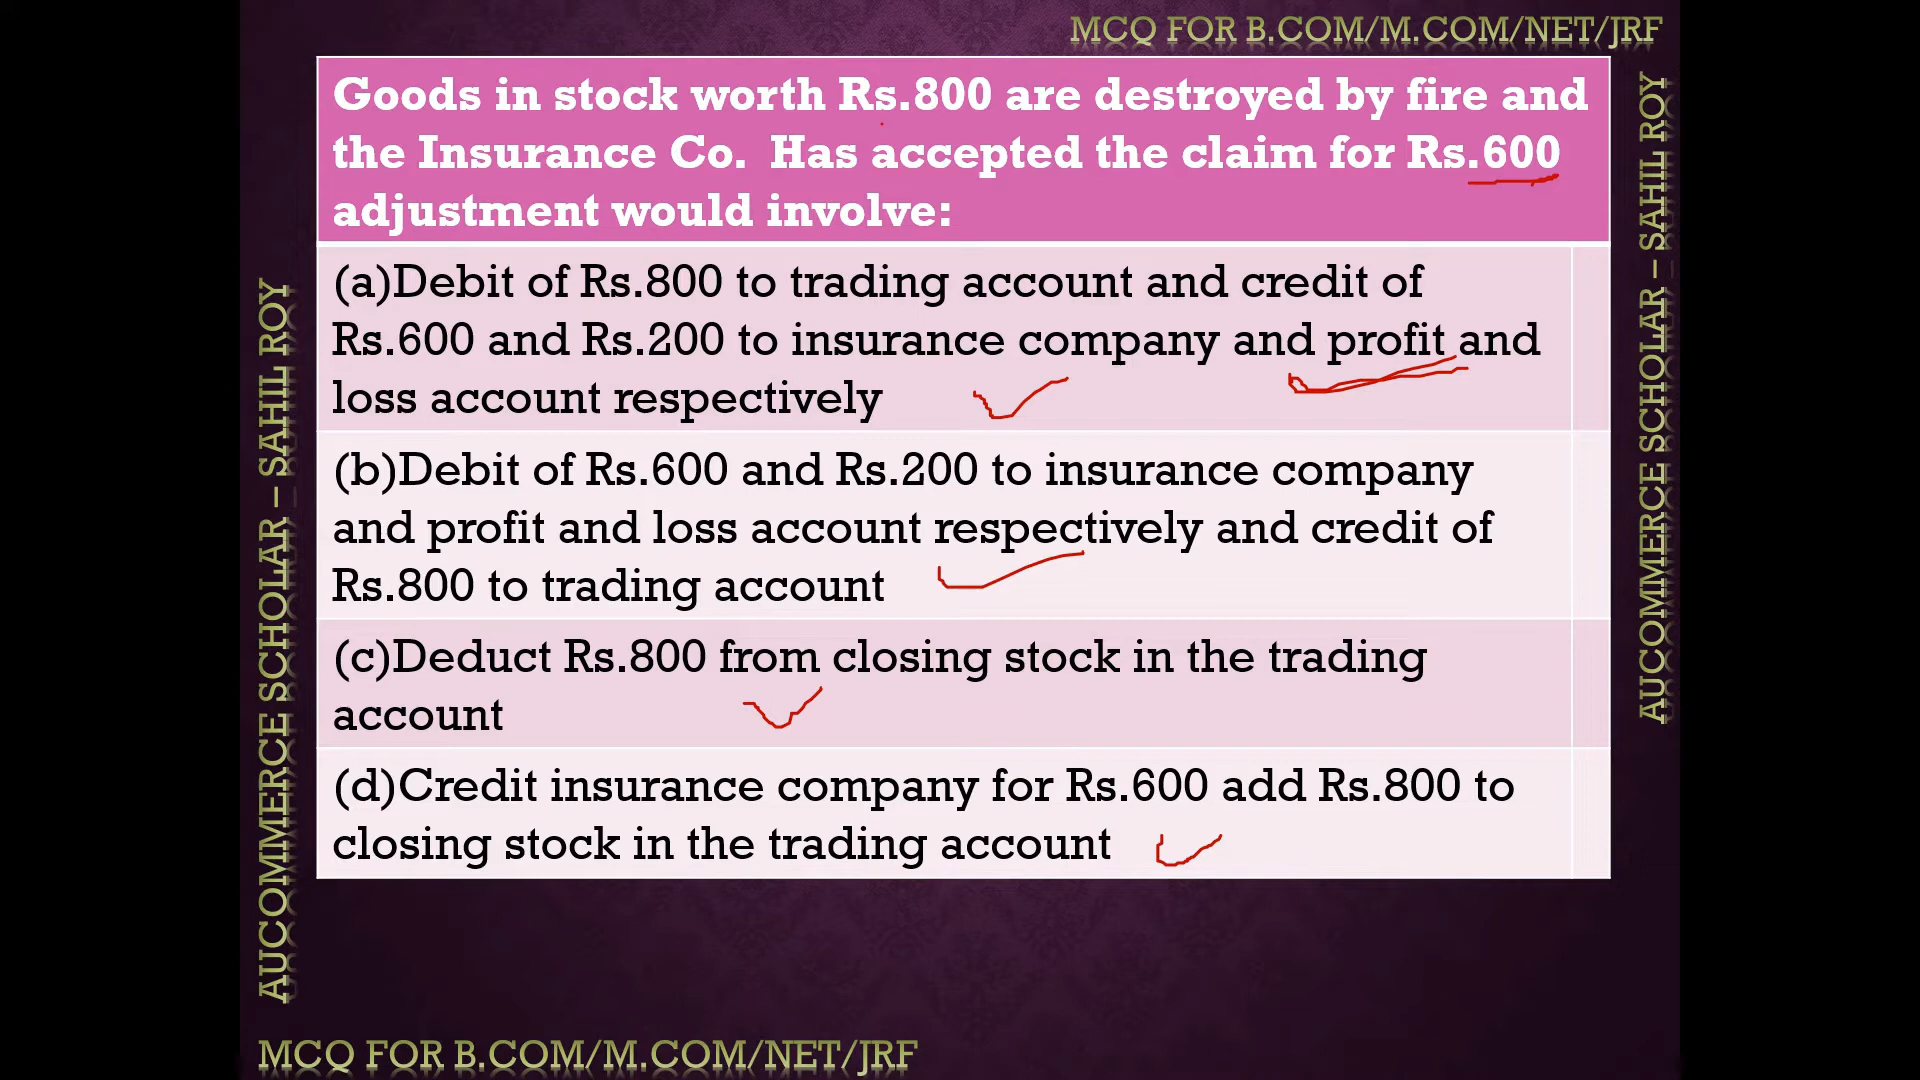 MCQ FOR B.COM/M.COM/NET/JRF
Goods in stock worth Rs.800 are destroyed by fire and
the Insurance Co.  Has accepted the claim for Rs.600
adjustment would involve:
(a)Debit of Rs.800 to trading account and credit of
Rs.600 and Rs.200 to insurance company and profit and
loss account respectively
(b)Debit of Rs.600 and Rs.200 to insurance company
and profit and loss account respectively and credit of
Rs.800 to trading account
(c)Deduct Rs.800 from closing stock in the trading
account
(d)Credit insurance company for Rs.600 add Rs.800 to
closing stock in the trading account
AUCOMMERCE SCHOLAR – SAHIL ROY
AUCOMMERCE SCHOLAR – SAHIL ROY
MCQ FOR B.COM/M.COM/NET/JRF